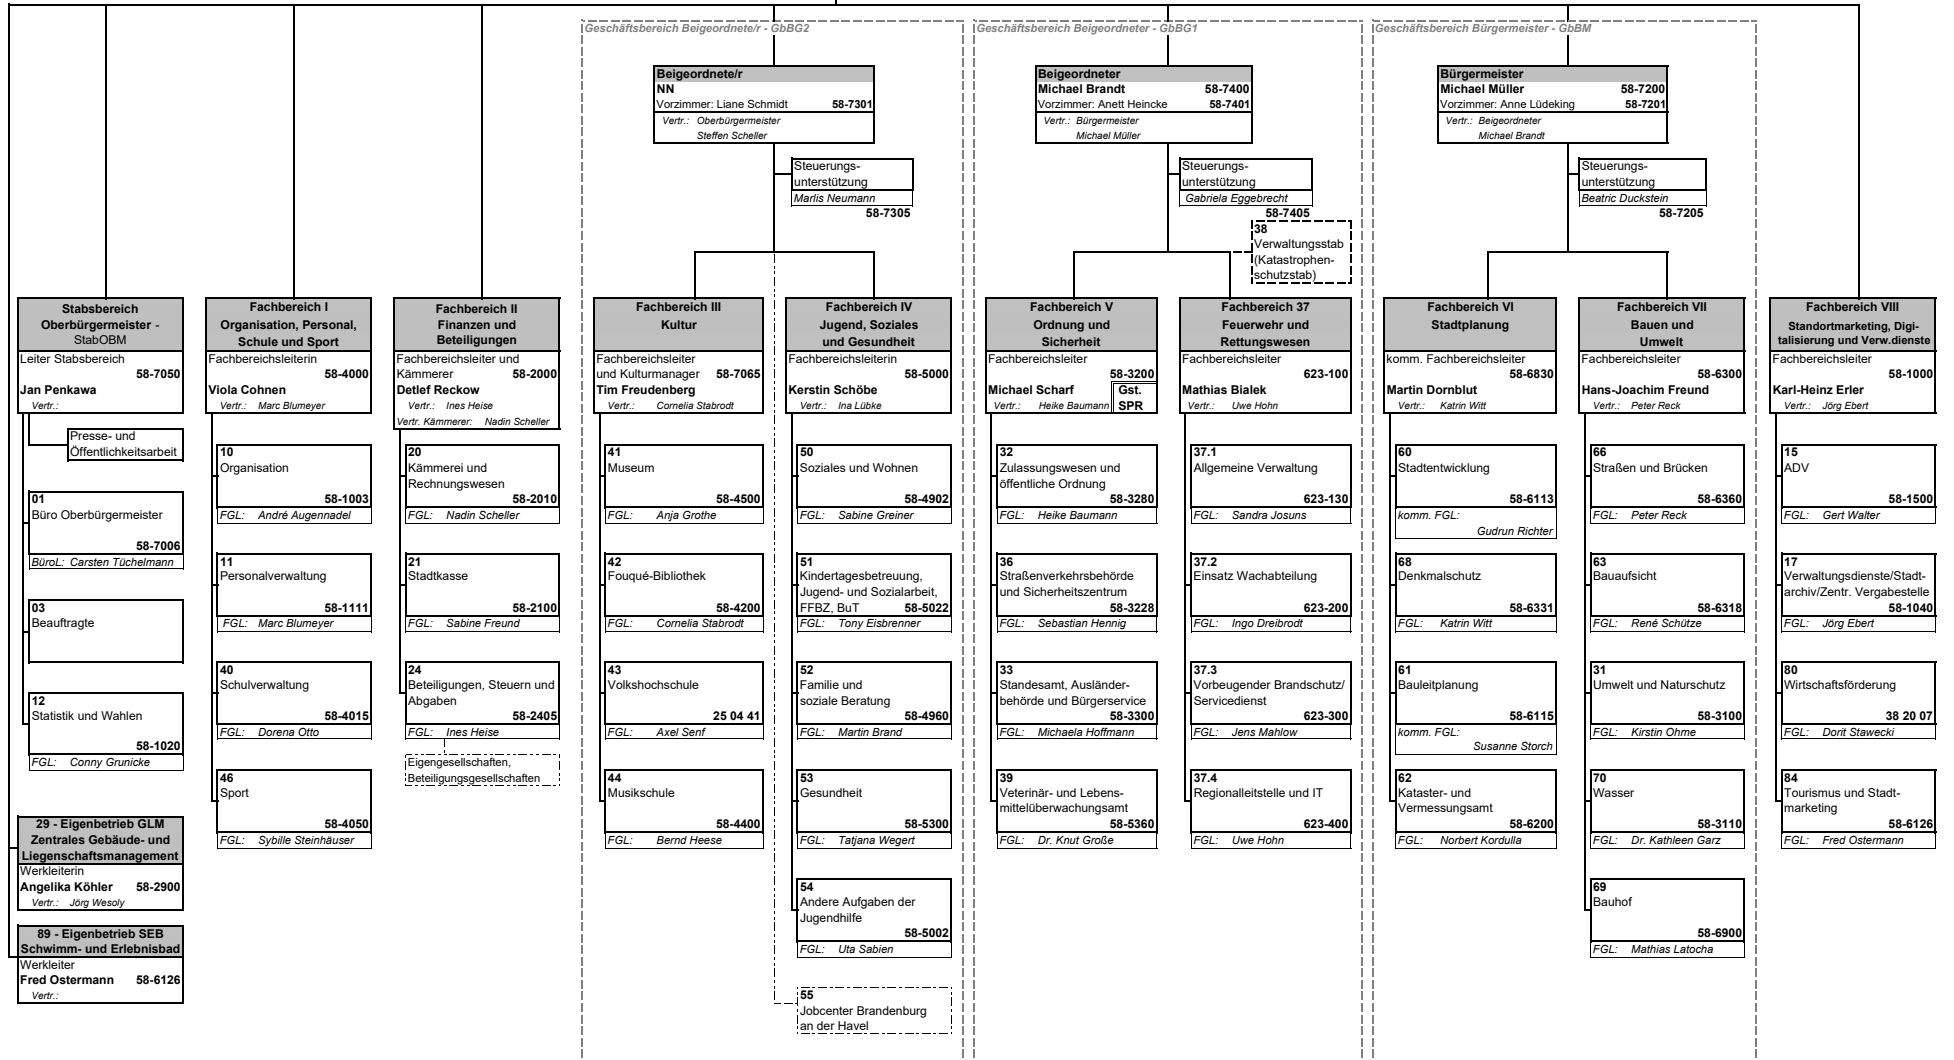 Geschäftsbereich Beigeordnete/r - GbBG2
Geschäftsbereich Beigeordneter - GbBG1
Geschäftsbereich Bürgermeister - GbBM
Beigeordnete/r
NN
Vorzimmer: Liane Schmidt 58-7301
Vertr.: Oberbürgermeister
Steffen Scheller
Beigeordneter
Michael Brandt 58-7400
Vorzimmer: Anett Heincke 58-7401
Vertr.: Bürgermeister
Michael Müller
Bürgermeister
Michael Müller 58-7200
Vorzimmer: Anne Lüdeking 58-7201
Vertr.: Beigeordneter
Michael Brandt
Steuerungs-
unterstützung
Marlis Neumann
58-7305
Steuerungs-
unterstützung
Gabriela Eggebrecht
58-7405
Steuerungs-
unterstützung
Beatric Duckstein
58-7205
38
Verwaltungsstab
(Katastrophen-
schutzstab)
Stabsbereich
Oberbürgermeister -
StabOBM
Leiter Stabsbereich
58-7050
Jan Penkawa
Vertr.:
Presse- und
Öffentlichkeitsarbeit
01
Büro Oberbürgermeister
58-7006
BüroL: Carsten Tüchelmann
03
Beauftragte
12
Statistik und Wahlen
58-1020
FGL: Conny Grunicke
29 - Eigenbetrieb GLM
Zentrales Gebäude- und
Liegenschaftsmanagement
Werkleiterin
Angelika Köhler 58-2900
Vertr.: Jörg Wesoly
89 - Eigenbetrieb SEB
Schwimm- und Erlebnisbad
Werkleiter
Fred Ostermann 58-6126
Vertr.:
Fachbereich I
Organisation, Personal,
Schule und Sport
Fachbereichsleiterin
58-4000
Viola Cohnen
Vertr.: Marc Blumeyer
10
Organisation
58-1003
FGL: André Augennadel
11
Personalverwaltung
58-1111
FGL: Marc Blumeyer
40
Schulverwaltung
58-4015
FGL: Dorena Otto
46
Sport
58-4050
FGL: Sybille Steinhäuser
Fachbereich II
Finanzen und
Beteiligungen
Fachbereichsleiter und
Kämmerer 58-2000
Detlef Reckow
Vertr.: Ines Heise
Vertr. Kämmerer: Nadin Scheller
20
Kämmerei und
Rechnungswesen
58-2010
FGL: Nadin Scheller
21
Stadtkasse
58-2100
FGL: Sabine Freund
24
Beteiligungen, Steuern und
Abgaben
58-2405
FGL: Ines Heise
Eigengesellschaften,
Beteiligungsgesellschaften
Fachbereich III
Kultur
Fachbereichsleiter
und Kulturmanager 58-7065
Tim Freudenberg
Vertr.: Cornelia Stabrodt
41
Museum
58-4500
FGL: Anja Grothe
42
Fouqué-Bibliothek
58-4200
FGL: Cornelia Stabrodt
43
Volkshochschule
25 04 41
FGL: Axel Senf
44
Musikschule
58-4400
FGL: Bernd Heese
Fachbereich IV
Jugend, Soziales
und Gesundheit
Fachbereichsleiterin
58-5000
Kerstin Schöbe
Vertr.: Ina Lübke
50
Soziales und Wohnen
58-4902
FGL: Sabine Greiner
51
Kindertagesbetreuung,
Jugend- und Sozialarbeit,
FFBZ, BuT 58-5022
FGL: Tony Eisbrenner
52
Familie und
soziale Beratung
58-4960
FGL: Martin Brand
53
Gesundheit
58-5300
FGL: Tatjana Wegert
54
Andere Aufgaben der
Jugendhilfe
58-5002
FGL: Uta Sabien
55
Jobcenter Brandenburg
an der Havel
Fachbereich V
Ordnung und
Sicherheit
Fachbereichsleiter
58-3200
Michael Scharf
Vertr.: Heike Baumann
Gst.
SPR
32
Zulassungswesen und
öffentliche Ordnung
58-3280
FGL: Heike Baumann
36
Straßenverkehrsbehörde
und Sicherheitszentrum
58-3228
FGL: Sebastian Hennig
33
Standesamt, Auslän­der-
behörde und Bürgerservice
58-3300
FGL: Michaela Hoffmann
39
Veterinär- und Lebens-
mittelüberwachungsamt
58-5360
FGL: Dr. Knut Große
Fachbereich 37
Feuerwehr und
Rettungswesen
Fachbereichsleiter
623-100
Mathias Bialek
Vertr.: Uwe Hohn
37.1
Allgemeine Verwaltung
623-130
FGL: Sandra Josuns
37.2
Einsatz Wachabteilung
623-200
FGL: Ingo Dreibrodt
37.3
Vorbeugender Brandschutz/
Servicedienst
623-300
FGL: Jens Mahlow
37.4
Regionalleitstelle und IT
623-400
FGL: Uwe Hohn
Fachbereich VI
Stadtplanung
komm. Fachbereichsleiter
58-6830
Martin Dornblut
Vertr.: Katrin Witt
60
Stadtentwicklung
58-6113
komm. FGL:
Gudrun Richter
68
Denkmalschutz
58-6331
FGL: Katrin Witt
61
Bauleitplanung
58-6115
komm. FGL:
Susanne Storch
62
Kataster- und
Vermessungsamt
58-6200
FGL: Norbert Kordulla
Fachbereich VII
Bauen und
Umwelt
Fachbereichsleiter
58-6300
Hans-Joachim Freund
Vertr.: Peter Reck
66
Straßen und Brücken
58-6360
FGL: Peter Reck
63
Bauaufsicht
58-6318
FGL: René Schütze
31
Umwelt und Naturschutz
58-3100
FGL: Kirstin Ohme
70
Wasser
58-3110
FGL: Dr. Kathleen Garz
69
Bauhof
58-6900
FGL: Mathias Latocha
Fachbereich VIII
Standortmarketing, Digi-
talisierung und Verw.dienste
Fachbereichsleiter
58-1000
Karl-Heinz Erler
Vertr.: Jörg Ebert
15
ADV
58-1500
FGL: Gert Walter
17
Verwaltungsdienste/Stadt-
archiv/Zentr. Vergabestelle
58-1040
FGL: Jörg Ebert
80
Wirtschaftsförderung
38 20 07
FGL: Dorit Stawecki
84
Tourismus und Stadt-
marketing
58-6126
FGL: Fred Ostermann